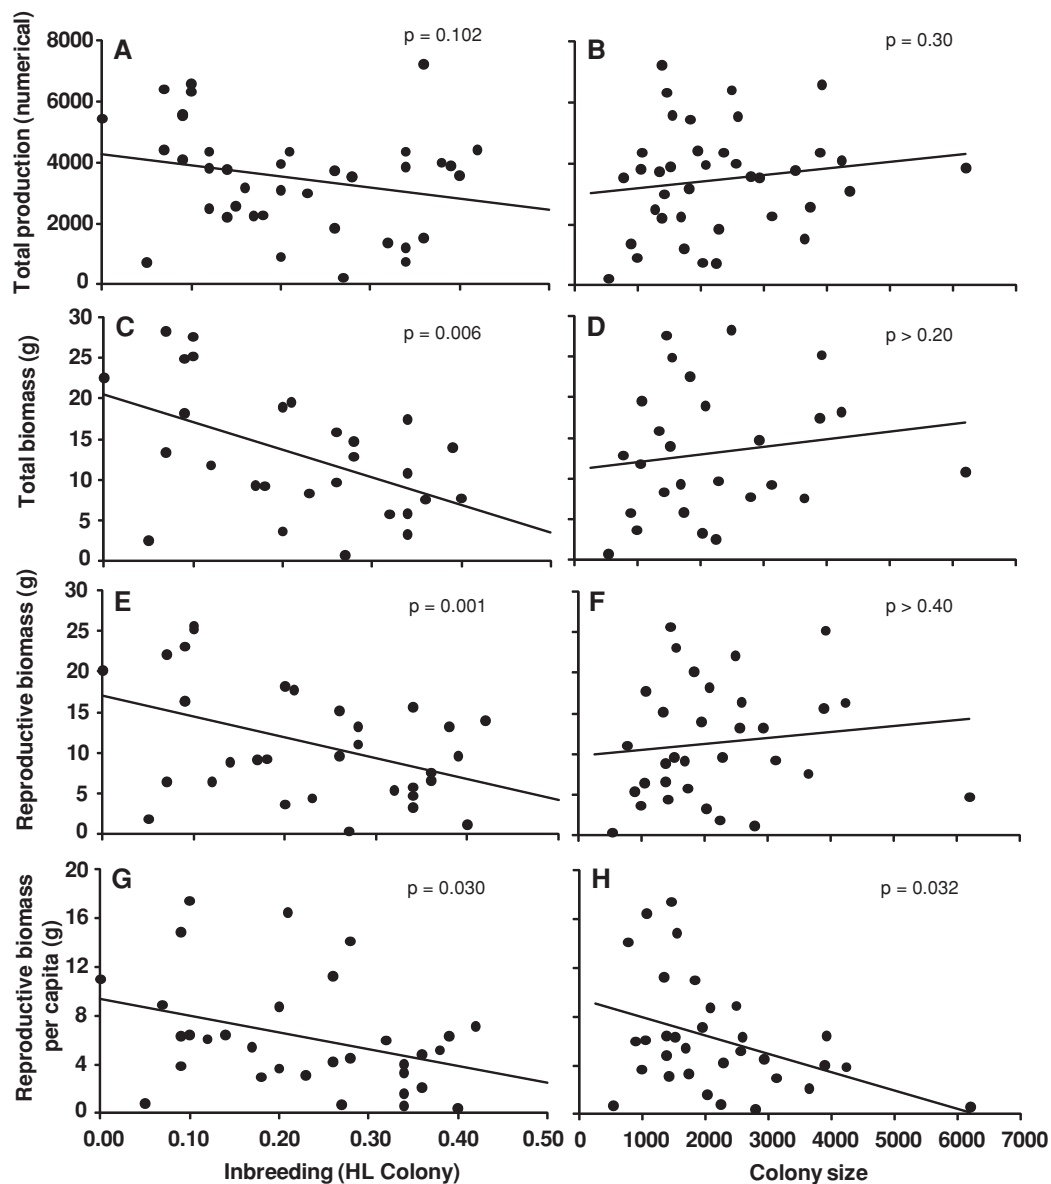 A
p = 0.102
B
p = 0.30
8000
6000
4000
2000
0
Total production (numerical)
C
p = 0.006
D
p > 0.20
30
25
20
15
10
5
0
Total biomass (g)
E
p = 0.001
F
p > 0.40
30
25
20
15
10
5
0
Reproductive biomass (g)
G
p = 0.030
H
p = 0.032
20
16
12
8
4
0
Reproductive biomass
per capita (g)
0.00 0.10 0.20 0.30 0.40 0.50
0 1000 2000 3000 4000 5000 6000 7000
Inbreeding (HL Colony)
Colony size